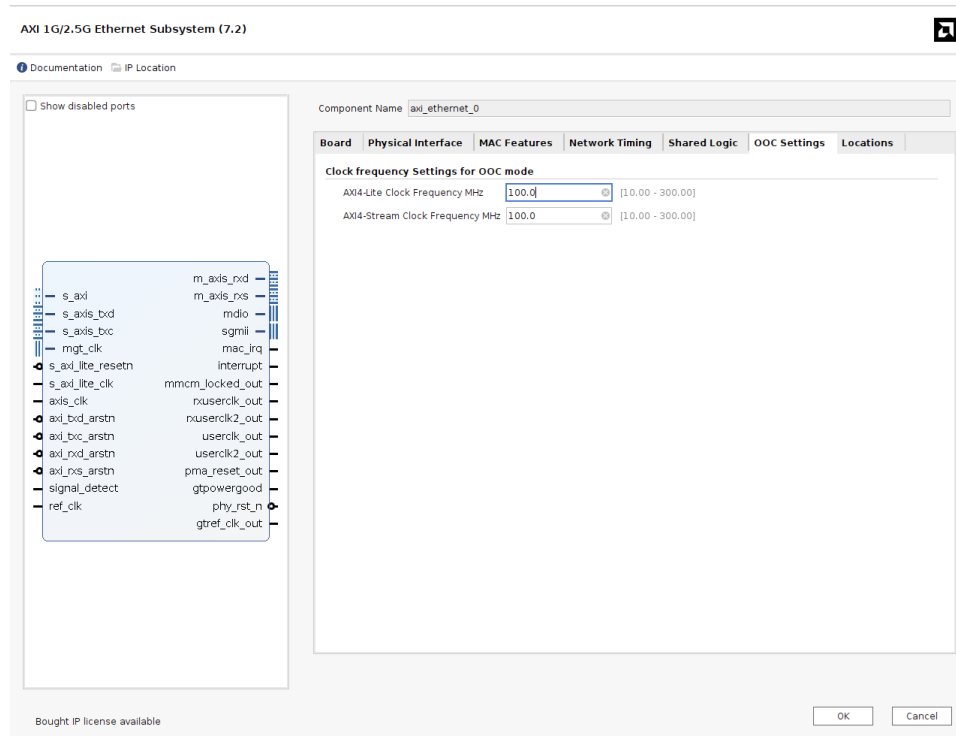 AXI 1G/2.5G Ethernet Subsystem (7.2)
Documentation IP Location
Show disabled ports
m_axis_rxd
s_axi m_axis_rxs
s_axis_txd mdio
s_axis_txc sgmii
mgt_clk mac_irq
s_axi_lite_resetn interrupt
s_axi_lite_clk mmcm_locked_out
axis_clk rxuserclk_out
axi_txd_arstn rxuserclk2_out
axi_txc_arstn userclk_out
axi_rxd_arstn userclk2_out
axi_rxs_arstn pma_reset_out
signal_detect gtpowergood
ref_clk phy_rst_n
gtref_clk_out
Component Name axi_ethernet_0
Board Physical Interface MAC Features Network Timing Shared Logic OOC Settings Locations
Clock frequency Settings for OOC mode
AXI4-Lite Clock Frequency MHz 100.0 [10.00 - 300.00]
AXI4-Stream Clock Frequency MHz 100.0 [10.00 - 300.00]
Bought IP license available
OK Cancel